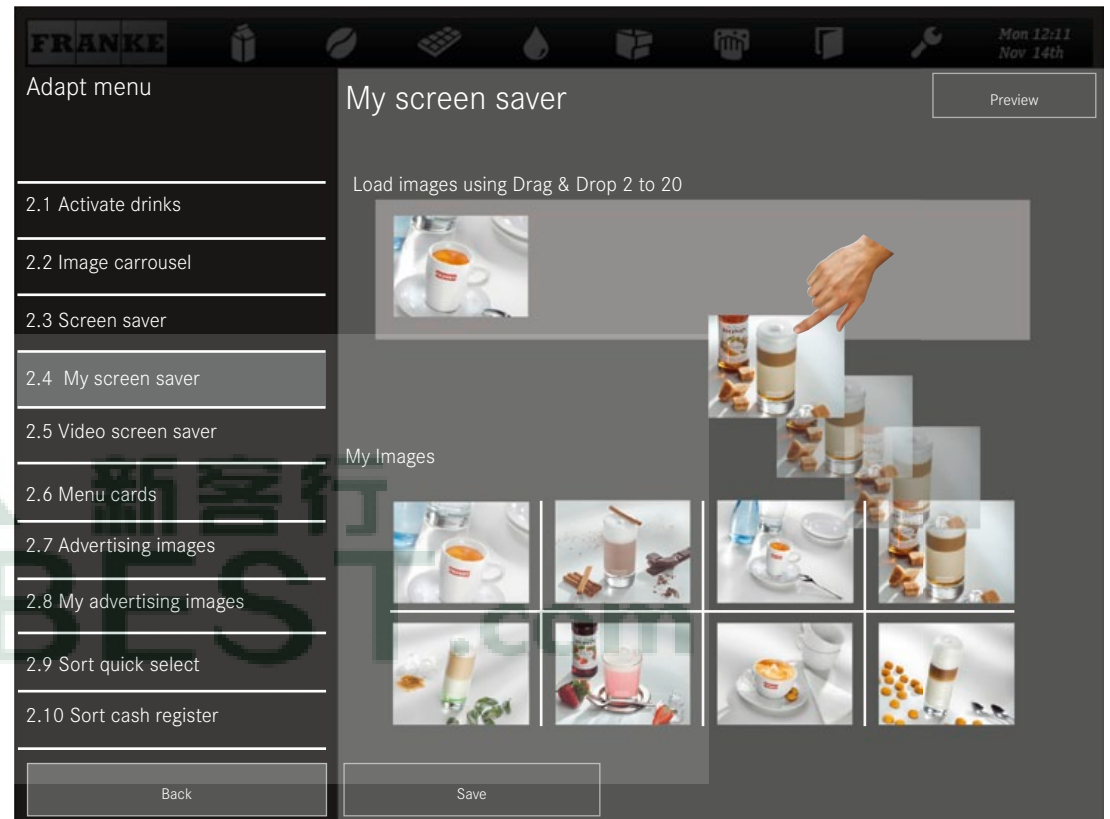 FRANKE
Mon 12:11
Nov 14th
Adapt menu
My screen saver
Preview
Load images using Drag & Drop 2 to 20
2.1 Activate drinks
2.2 Image carrousel
2.3 Screen saver
2.4 My screen saver
2.5 Video screen saver
My Images
2.6 Menu cards
2.7 Advertising images
2.8 My advertising images
2.9 Sort quick select
2.10 Sort cash register
Back
Save
新客行
BEST.com